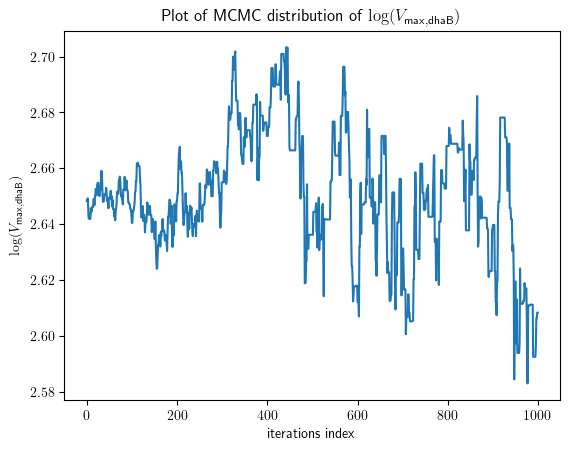 Plot of MCMC distribution of log(V_max,dhaB)
log(V_max,dhaB)
2.70
2.68
2.66
2.64
2.62
2.60
2.58
0 200 400 600 800 1000
iterations index